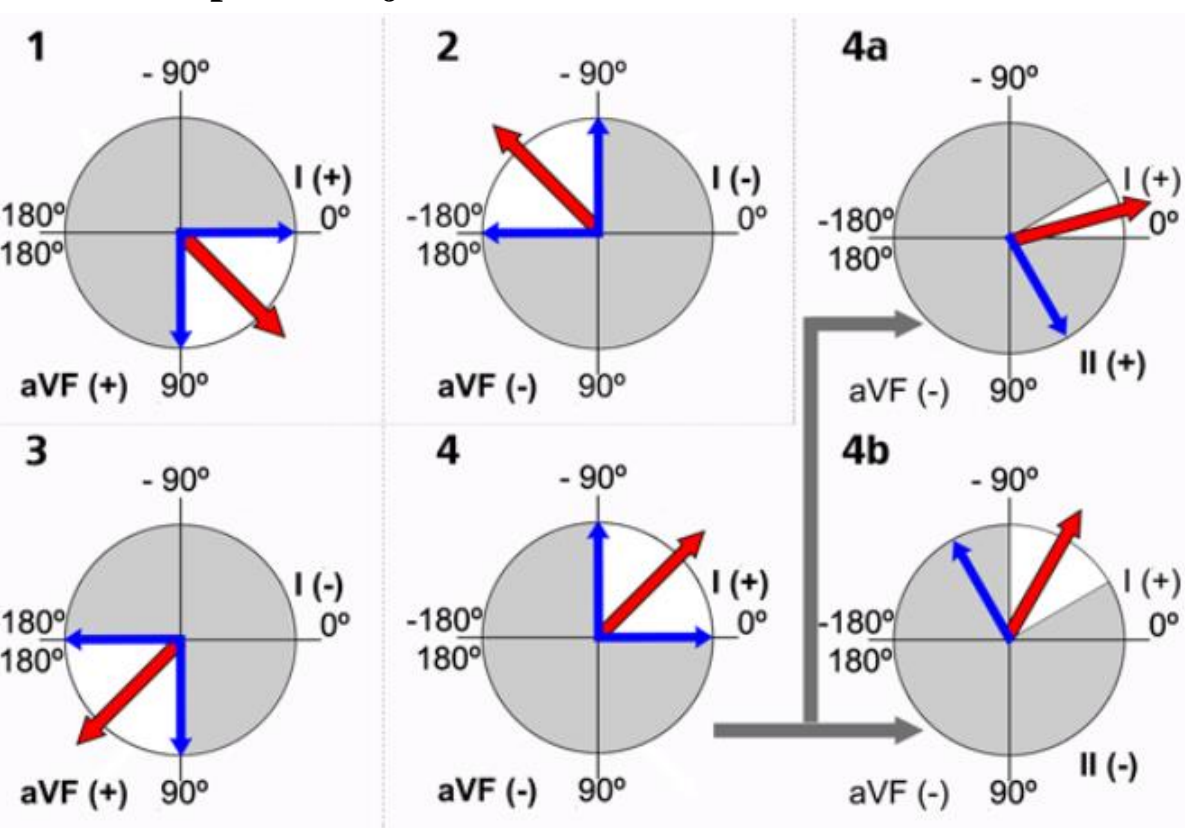 1
- 90º
I (+)
180º
0º
180º
aVF (+)
90º
2
- 90º
I (-)
-180º
0º
180º
aVF (-)
90º
4a
- 90º
I (+)
-180º
0º
180º
II (+)
aVF (-)
90º
3
- 90º
I (-)
180º
0º
180º
aVF (+)
90º
4
- 90º
I (+)
-180º
0º
180º
aVF (-)
90º
4b
- 90º
I (+)
-180º
0º
180º
II (-)
aVF (-)
90º